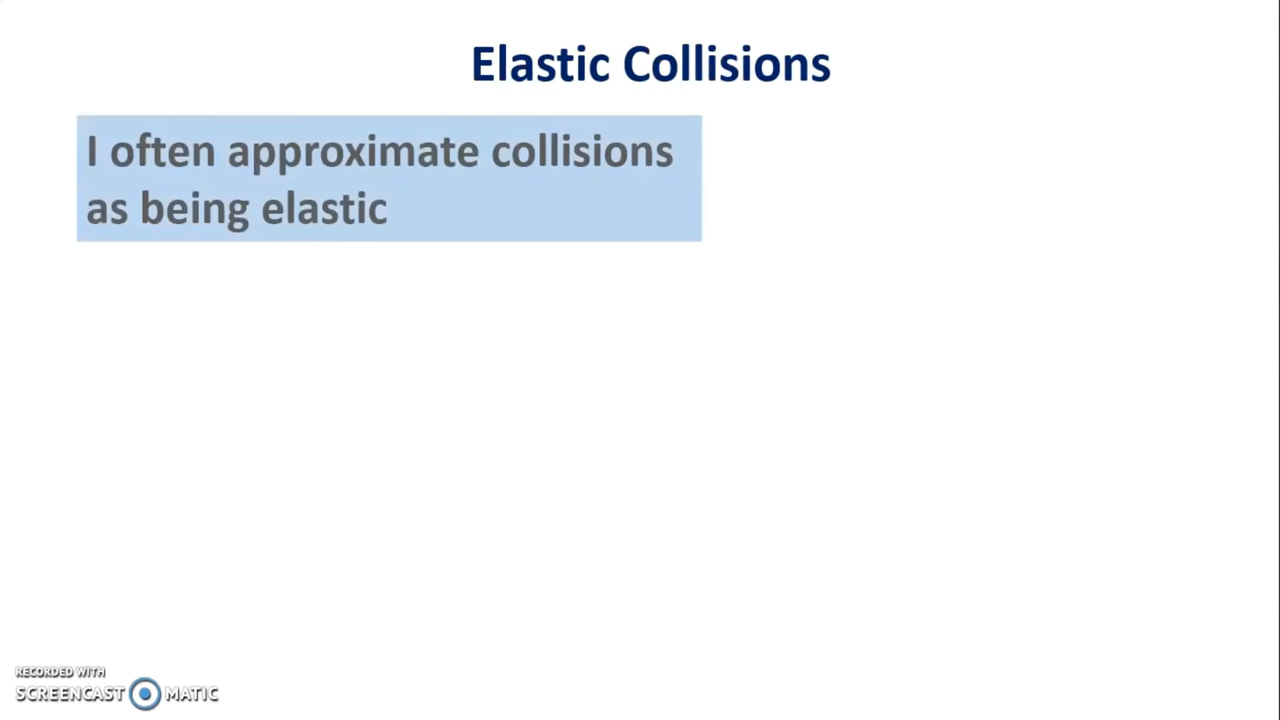 Elastic Collisions
I often approximate collisions
as being elastic
RECORDED WITH
SCREENCAST MATIC